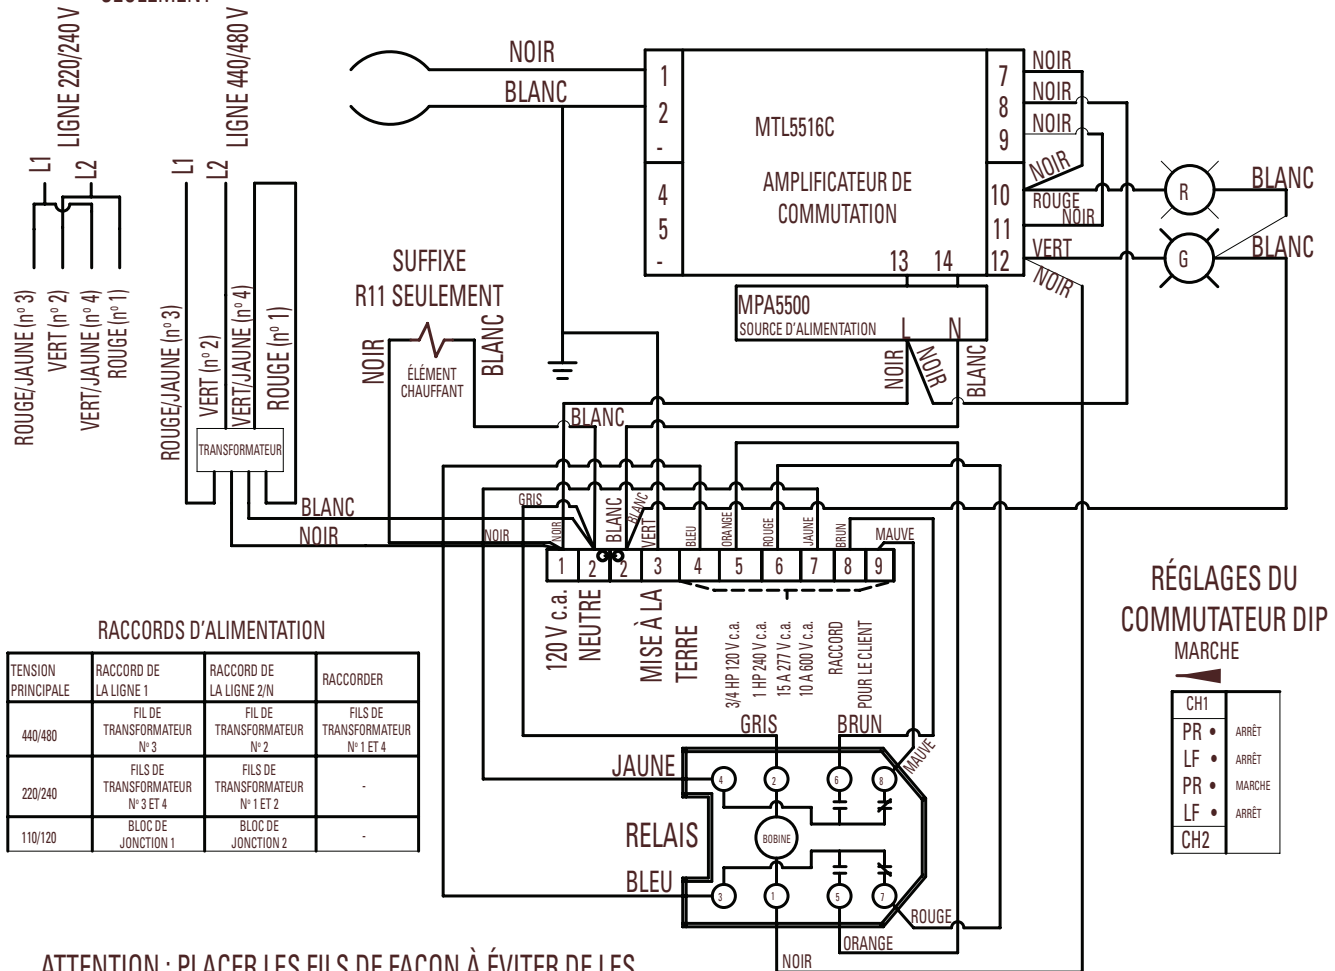 SEULEMENT
LIGNE 220/240 V
LIGNE 440/480 V
L1
L2
L1
L2
ROUGE/JAUNE (nº 3)
VERT (nº 2)
VERT/JAUNE (nº 4)
ROUGE (nº 1)
ROUGE/JAUNE (nº 3)
VERT (nº 2)
VERT/JAUNE (nº 4)
ROUGE (nº 1)
TRANSFORMATEUR
BLANC
NOIR
NOIR
BLANC
1
2
-
4
5
-
MTL5516C
AMPLIFICATEUR DE
COMMUTATION
13 14
7
8
9
10
11
12
NOIR
NOIR
NOIR
NOIR
ROUGE
NOIR
VERT
NOIR
R
BLANC
G
BLANC
MPA5500
SOURCE D'ALIMENTATION
L N
NOIR
NOIR
BLANC
SUFFIXE
R11 SEULEMENT
NOIR
BLANC
ÉLÉMENT
CHAUFFANT
BLANC
GRIS
NOIR
NOIR
BLANC
BLANC
VERT
BLEU
ORANGE
ROUGE
JAUNE
BRUN
MAUVE
1 2 2 3 4 5 6 7 8 9
120 V c.a.
NEUTRE
MISE À LA
TERRE
3/4 HP 120 V c.a.
1 HP 240 V c.a.
15 A 277 V c.a.
10 A 600 V c.a.
RACCORD
POUR LE CLIENT
GRIS
BRUN
MAUVE
JAUNE
4 2 6 8
RELAIS
BOBINE
BLEU
3 1 5 7
ROUGE
ORANGE
NOIR
RÉGLAGES DU
COMMUTATEUR DIP
MARCHE
CH1
PR • ARRÊT
LF • ARRÊT
PR • MARCHE
LF • ARRÊT
CH2
RACCORDS D'ALIMENTATION
TENSION
PRINCIPALE
RACCORD DE
LA LIGNE 1
RACCORD DE
LA LIGNE 2/N
RACCORDER
440/480
FIL DE
TRANSFORMATEUR
Nº 3
FIL DE
TRANSFORMATEUR
Nº 2
FILS DE
TRANSFORMATEUR
Nº 1 ET 4
220/240
FILS DE
TRANSFORMATEUR
Nº 3 ET 4
FILS DE
TRANSFORMATEUR
Nº 1 ET 2
-
110/120
BLOC DE
JONCTION 1
BLOC DE
JONCTION 2
-
ATTENTION : PLACER LES FILS DE FAÇON À ÉVITER DE LES